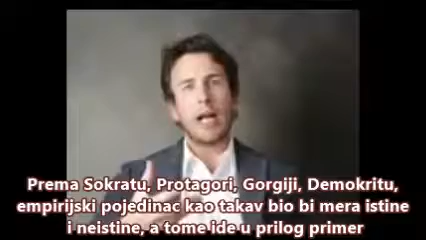 Prema Sokratu, Protagori, Gorgiji, Demokritu,
empirijski pojedinac kao takav bio bi mera istine
i neistine, a tome ide u prilog primer